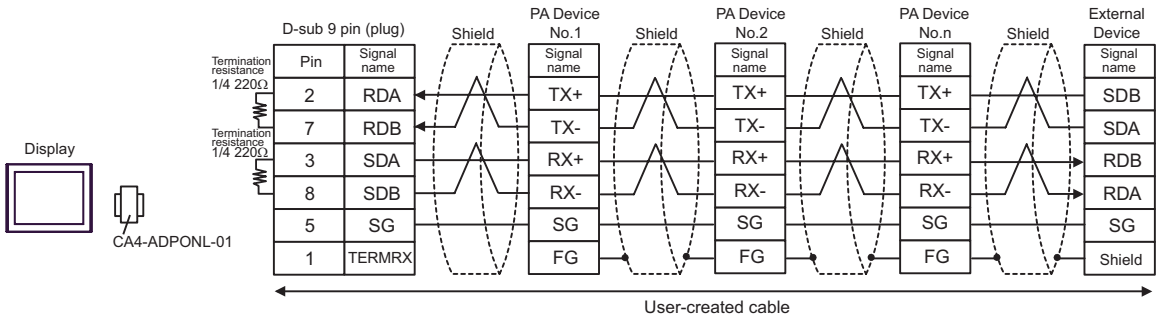 D-sub 9 pin (plug) Shield PA Device No.1 Shield PA Device No.2 Shield PA Device No.n Shield External Device
Termination resistance 1/4 220Ω
Termination resistance 1/4 220Ω
Pin Signal name Signal name Signal name Signal name Signal name
2 RDA TX+ TX+ TX+ SDB
7 RDB TX- TX- TX- SDA
3 SDA RX+ RX+ RX+ RDB
8 SDB RX- RX- RX- RDA
5 SG SG SG SG SG
1 TERMRX FG FG FG Shield
Display
CA4-ADPONL-01
User-created cable